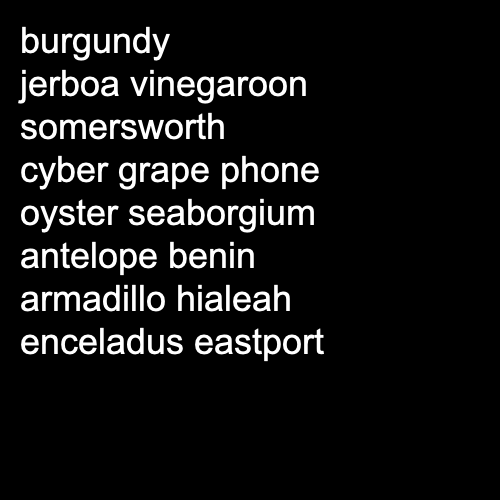 burgundy
jerboa vinegaroon
somersworth
cyber grape phone
oyster seaborgium
antelope benin
armadillo hialeah
enceladus eastport